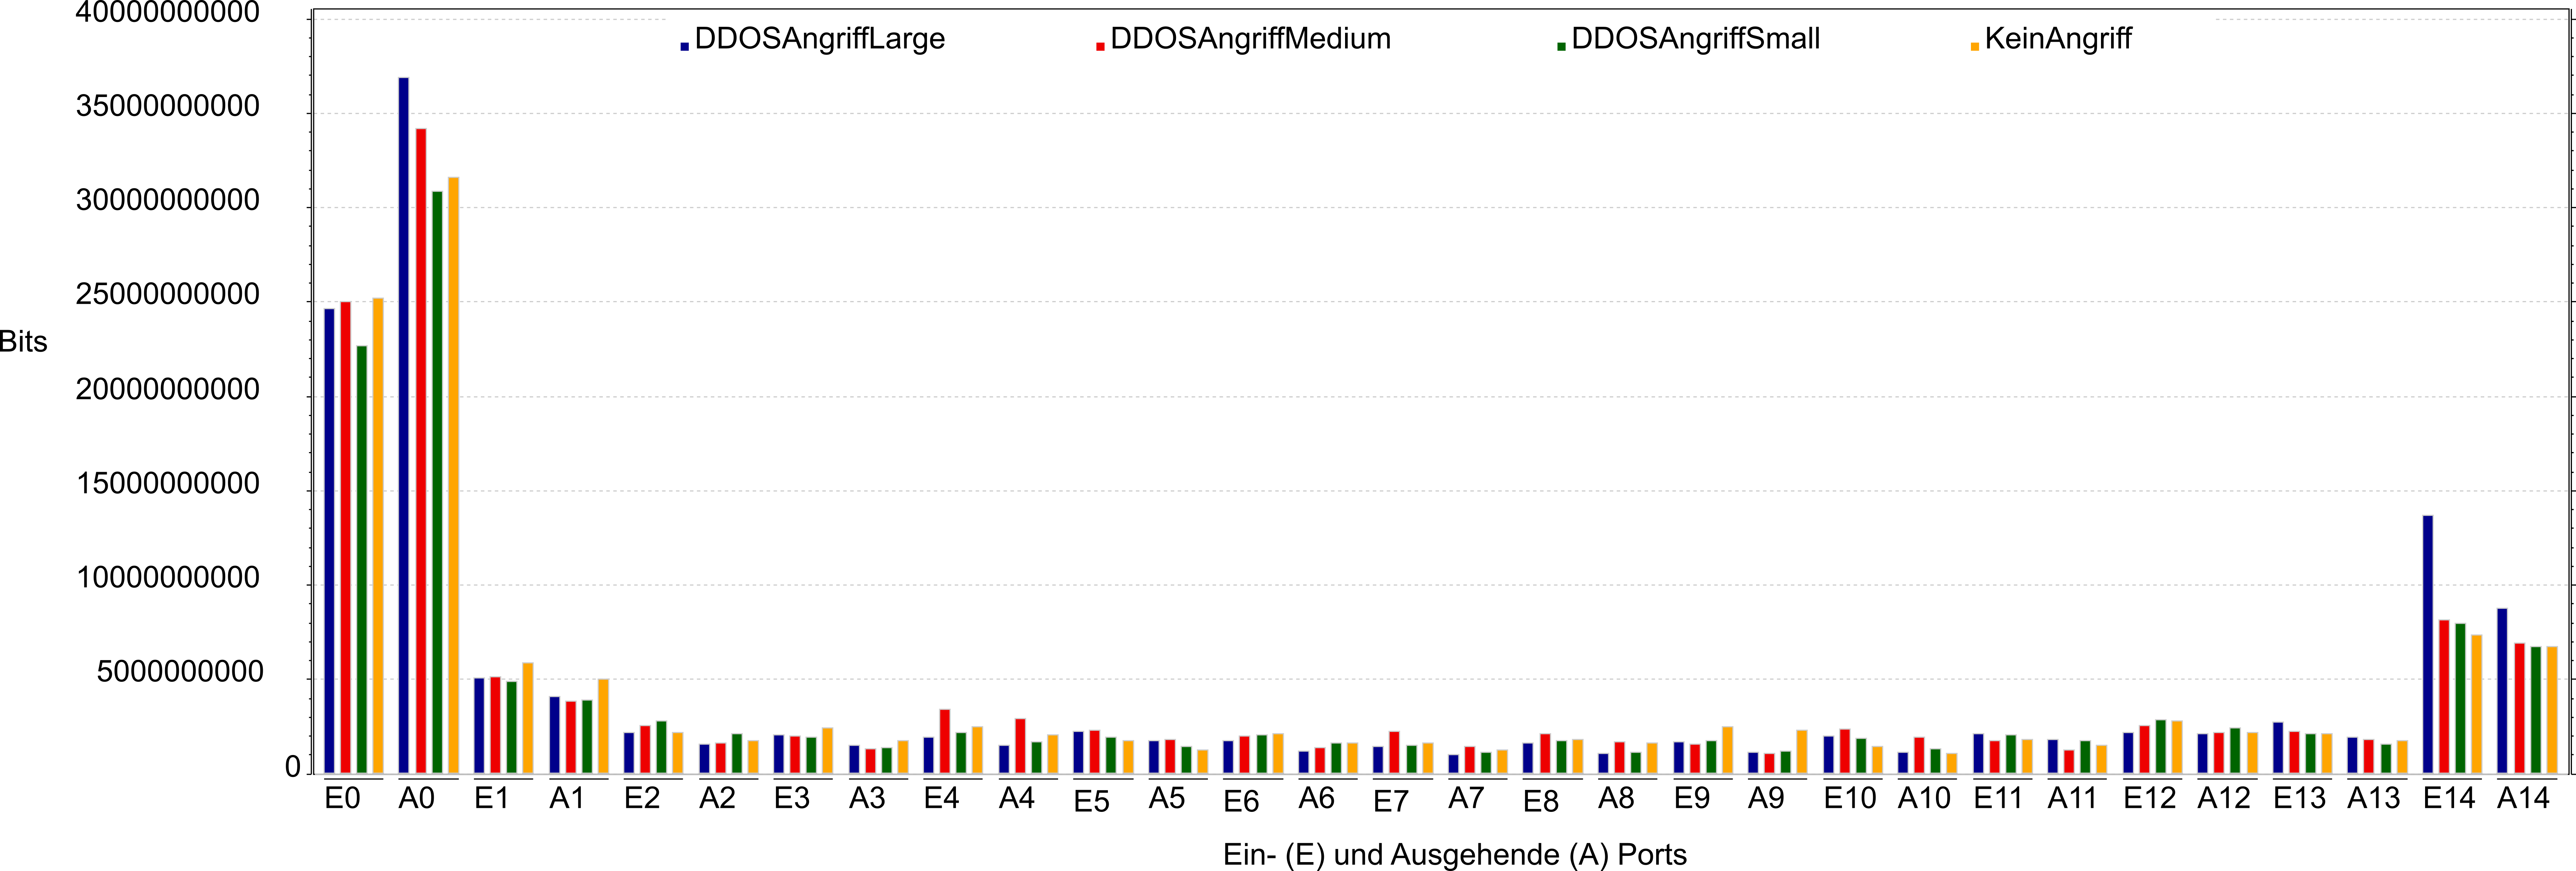 40000000000
DDOSAngriffLarge DDOSAngriffMedium DDOSAngriffSmall KeinAngriff
35000000000
30000000000
25000000000
Bits
20000000000
15000000000
10000000000
5000000000
0
E0 A0 E1 A1 E2 A2 E3 A3 E4 A4 E5 A5 E6 A6 E7 A7 E8 A8 E9 A9 E10 A10 E11 A11 E12 A12 E13 A13 E14 A14
Ein- (E) und Ausgehende (A) Ports